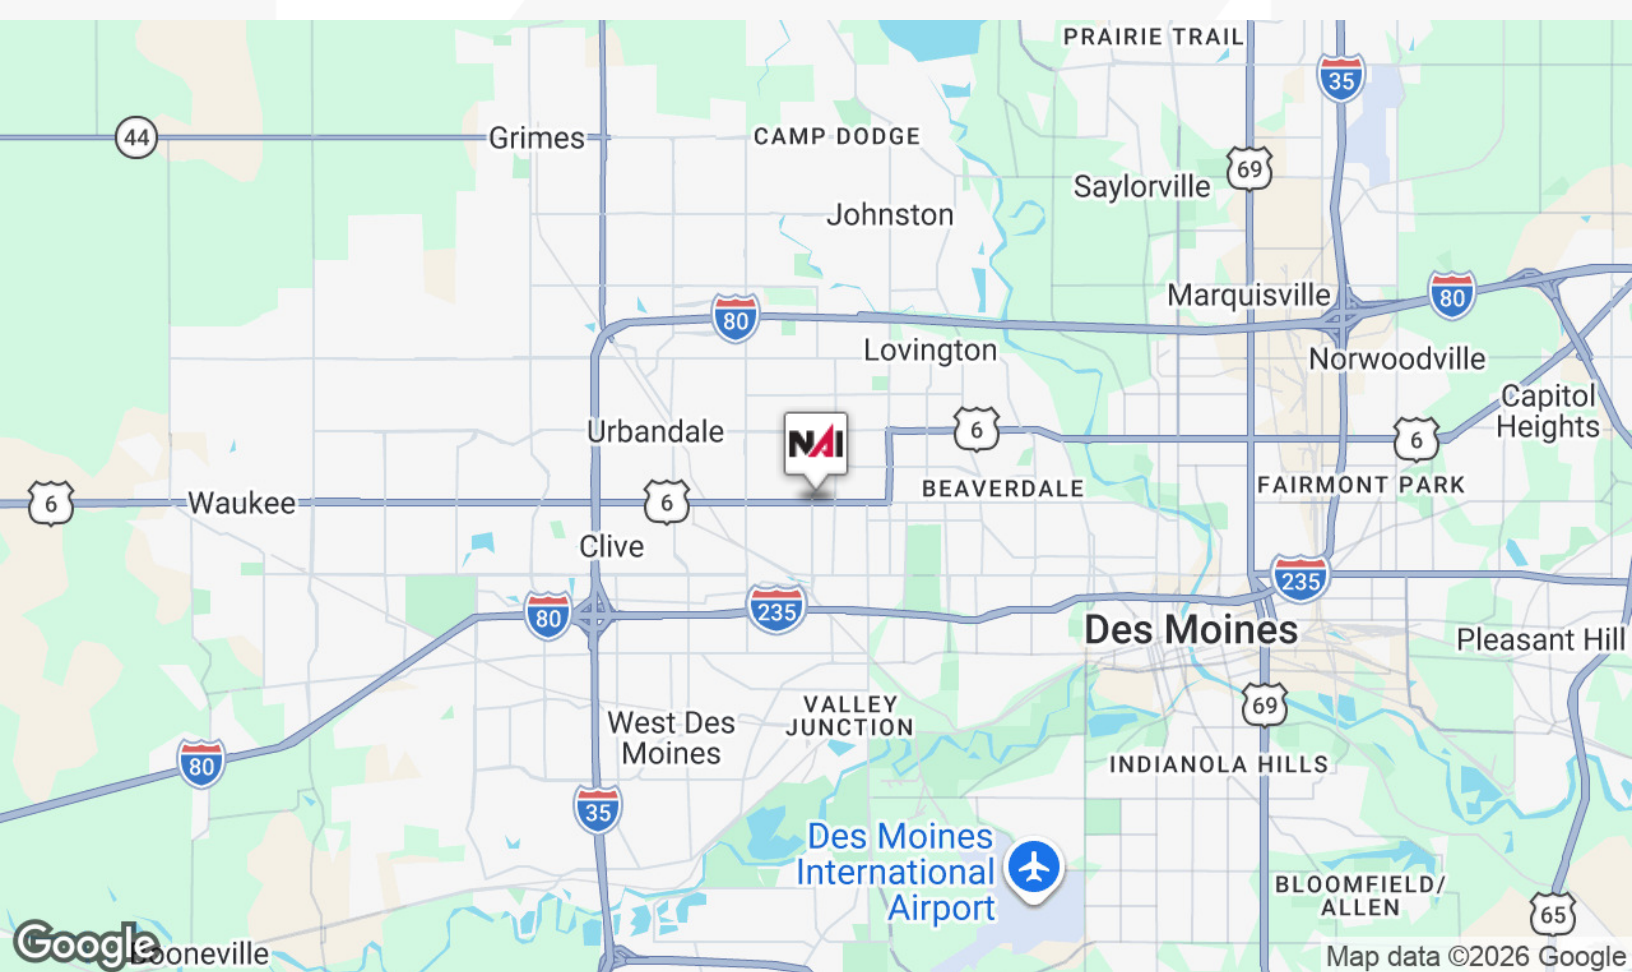 PRAIRIE TRAIL
35
44
Grimes
CAMP DODGE
69
Saylorville
Johnston
Marquisville
80
80
Lovington
Norwoodville
Capitol
Heights
Urbandale
NAI
6
6
BEAVERDALE
FAIRMONT PARK
6
Waukee
6
Clive
235
80
235
Des Moines
Pleasant Hill
VALLEY
JUNCTION
69
West Des
Moines
80
INDIANOLA HILLS
35
Des Moines
International
Airport
BLOOMFIELD/
ALLEN
65
Google
Booneville
Map data ©2026 Google